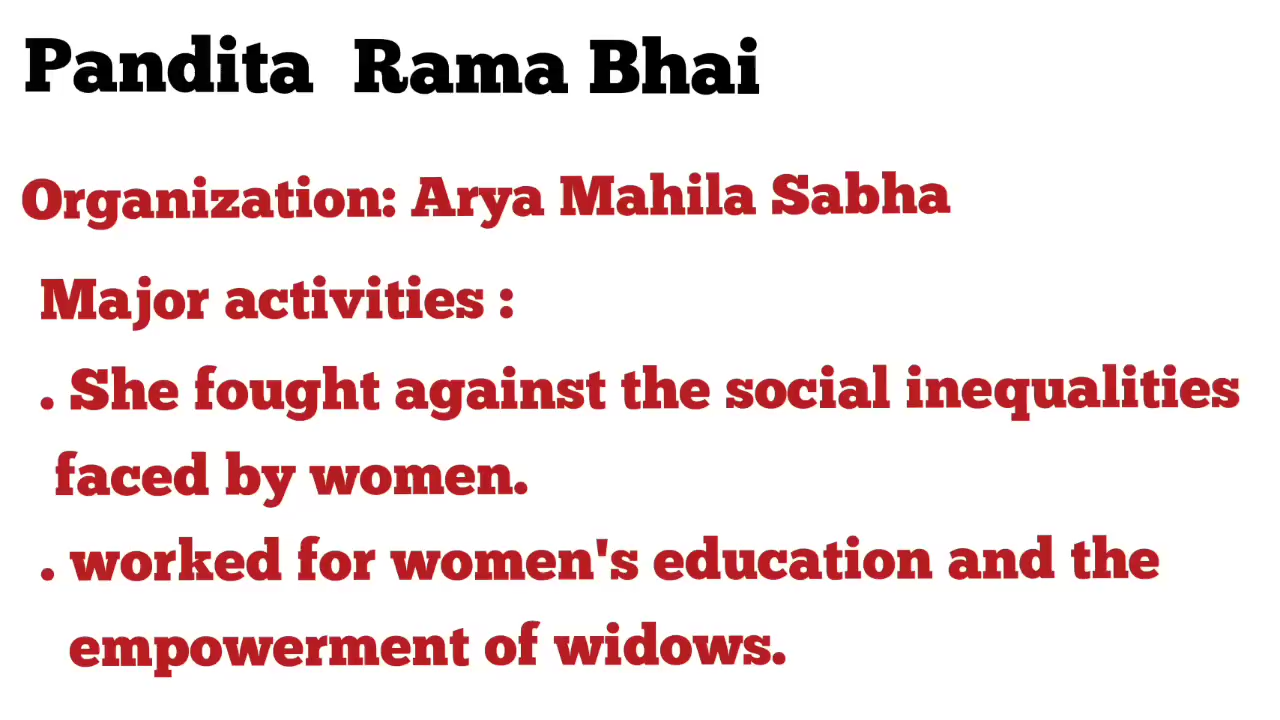 Pandita Rama Bhai
Organization: Arya Mahila Sabha
Major activities :
. She fought against the social inequalities
faced by women.
. worked for women's education and the
empowerment of widows.